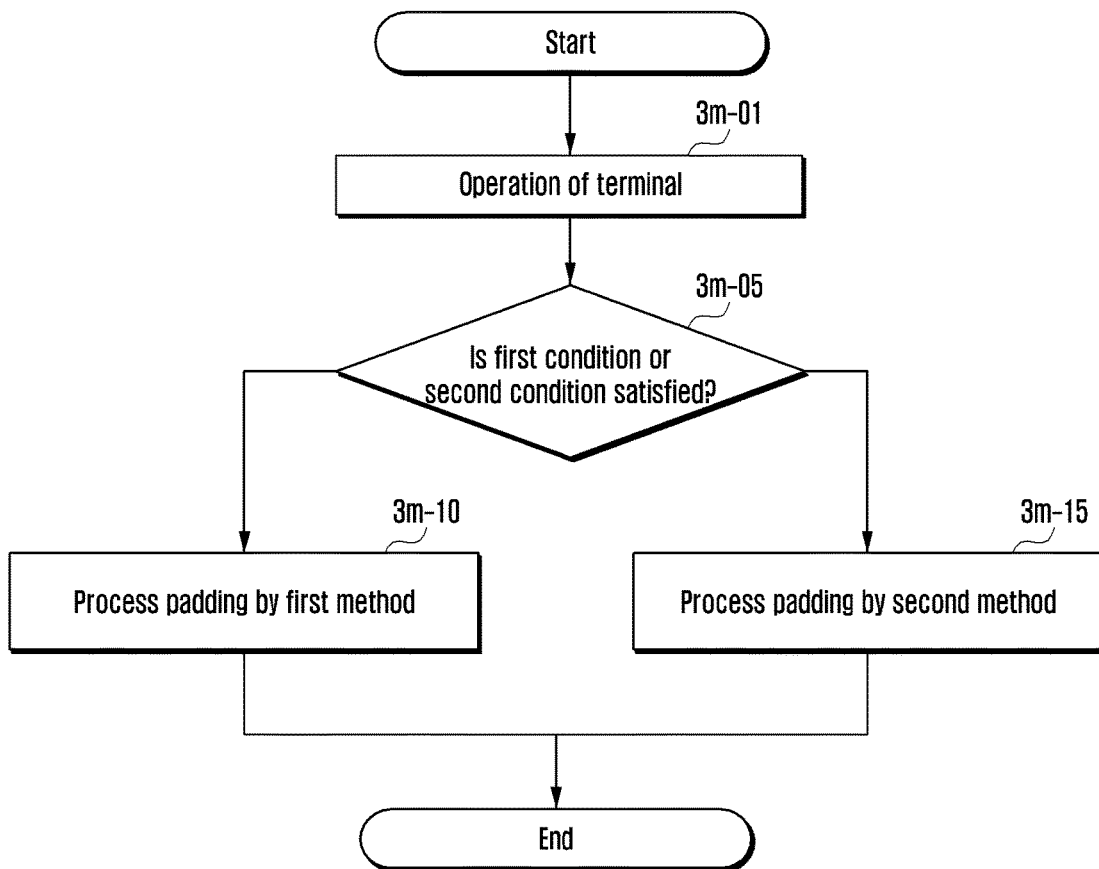 Start
3m-01
Operation of terminal
3m-05
Is first condition or
second condition satisfied?
3m-10
3m-15
Process padding by first method
Process padding by second method
End